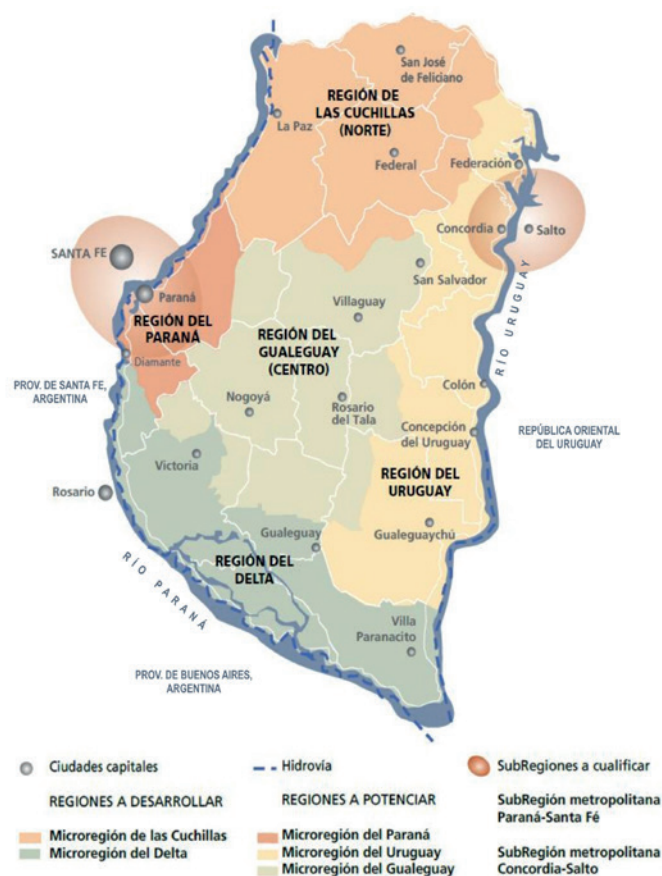 San José
de Feliciano
REGIÓN DE
LAS CUCHILLAS
(NORTE)
La Paz
Federal
Federación
SANTA FE
Concordia
Salto
Paraná
San Salvador
REGIÓN DEL
PARANÁ
Villaguay
RÍO URUGUAY
REGIÓN DEL
GUALEGUAY
(CENTRO)
Diamante
PROV. DE SANTA FE,
ARGENTINA
Colón
Nogoyá
Rosario
del Tala
Concepción
del Uruguay
REPÚBLICA ORIENTAL
DEL URUGUAY
Victoria
REGIÓN DEL
URUGUAY
Rosario
Gualeguaychú
Gualeguay
REGIÓN DEL
DELTA
RÍO PARANÁ
Villa
Paranacito
PROV. DE BUENOS AIRES,
ARGENTINA
Ciudades capitales
Hidrovía
SubRegiones a cualificar
REGIONES A DESARROLLAR
REGIONES A POTENCIAR
SubRegión metropolitana
Paraná-Santa Fé
Microregión de las Cuchillas
Microregión del Delta
Microregión del Paraná
Microregión del Uruguay
Microregión del Gualeguay
SubRegión metropolitana
Concordia-Salto